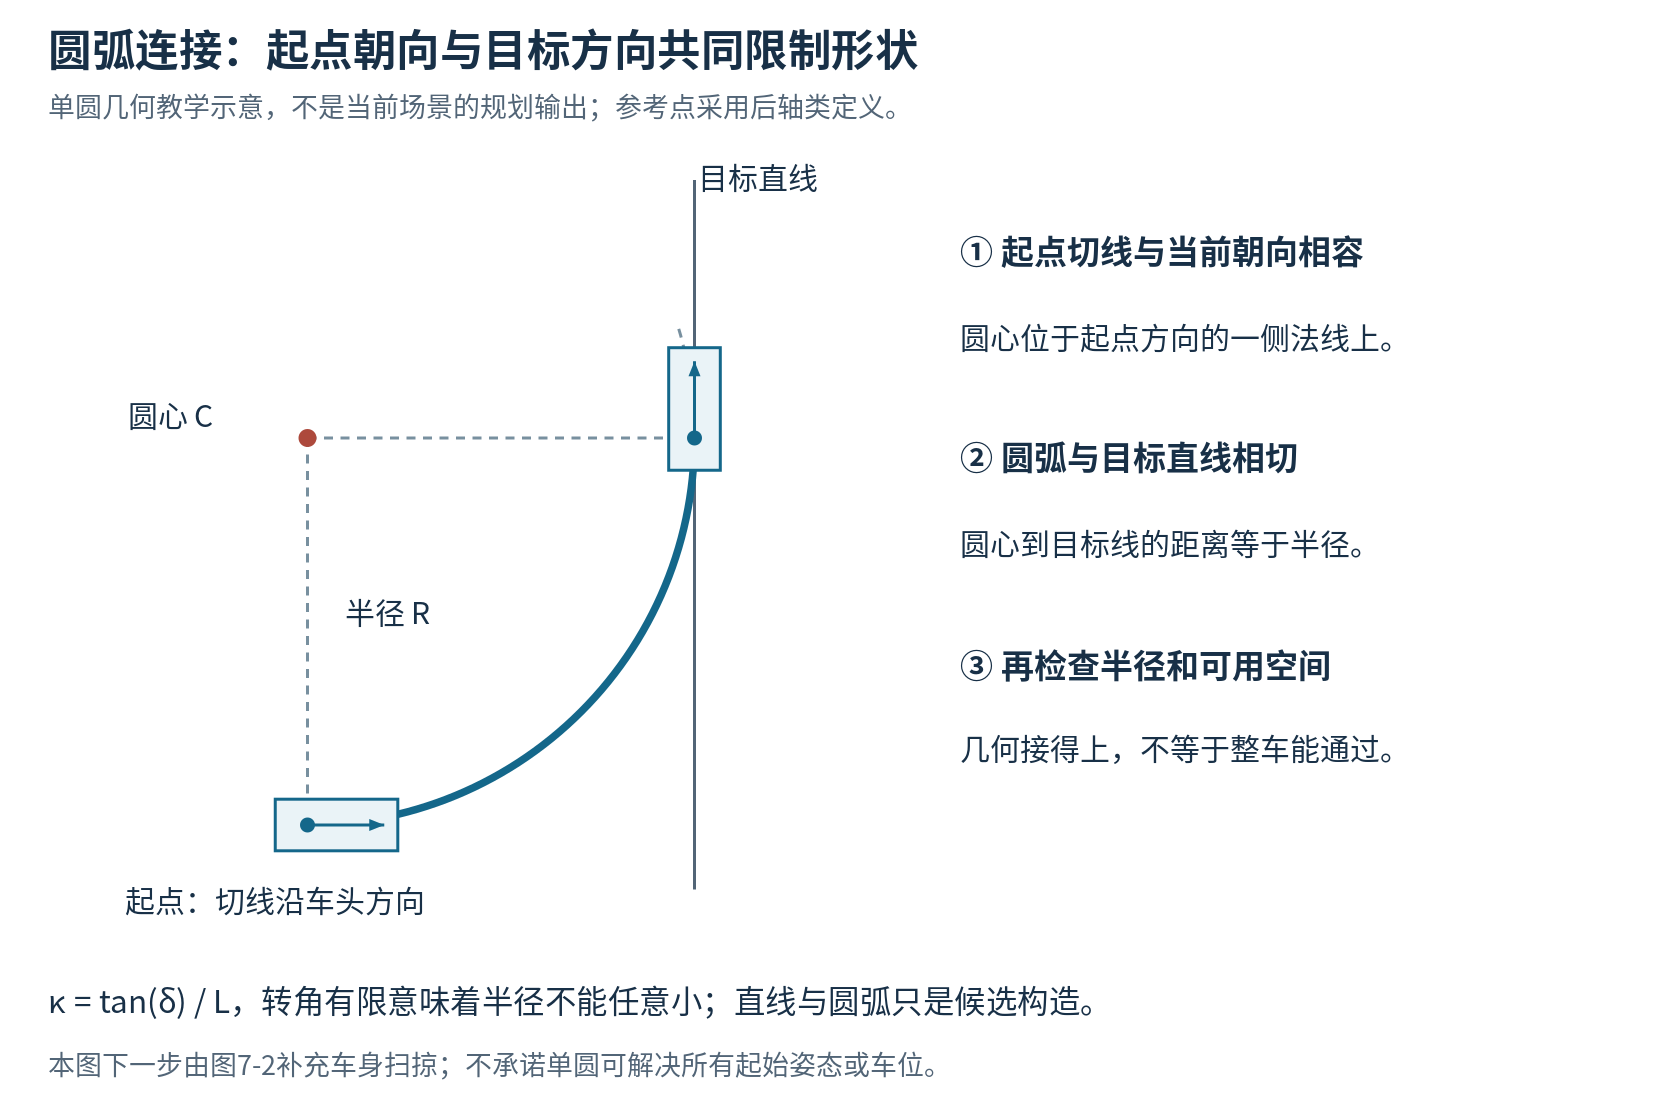 圆弧连接：起点朝向与目标方向共同限制形状
单圆几何教学示意，不是当前场景的规划输出；参考点采用后轴类定义。
目标直线
① 起点切线与当前朝向相容
圆心位于起点方向的一侧法线上。
圆心 C
② 圆弧与目标直线相切
圆心到目标线的距离等于半径。
半径 R
③ 再检查半径和可用空间
几何接得上，不等于整车能通过。
起点：切线沿车头方向
κ = tan(δ) / L，转角有限意味着半径不能任意小；直线与圆弧只是候选构造。
本图下一步由图7-2补充车身扫掠；不承诺单圆可解决所有起始姿态或车位。